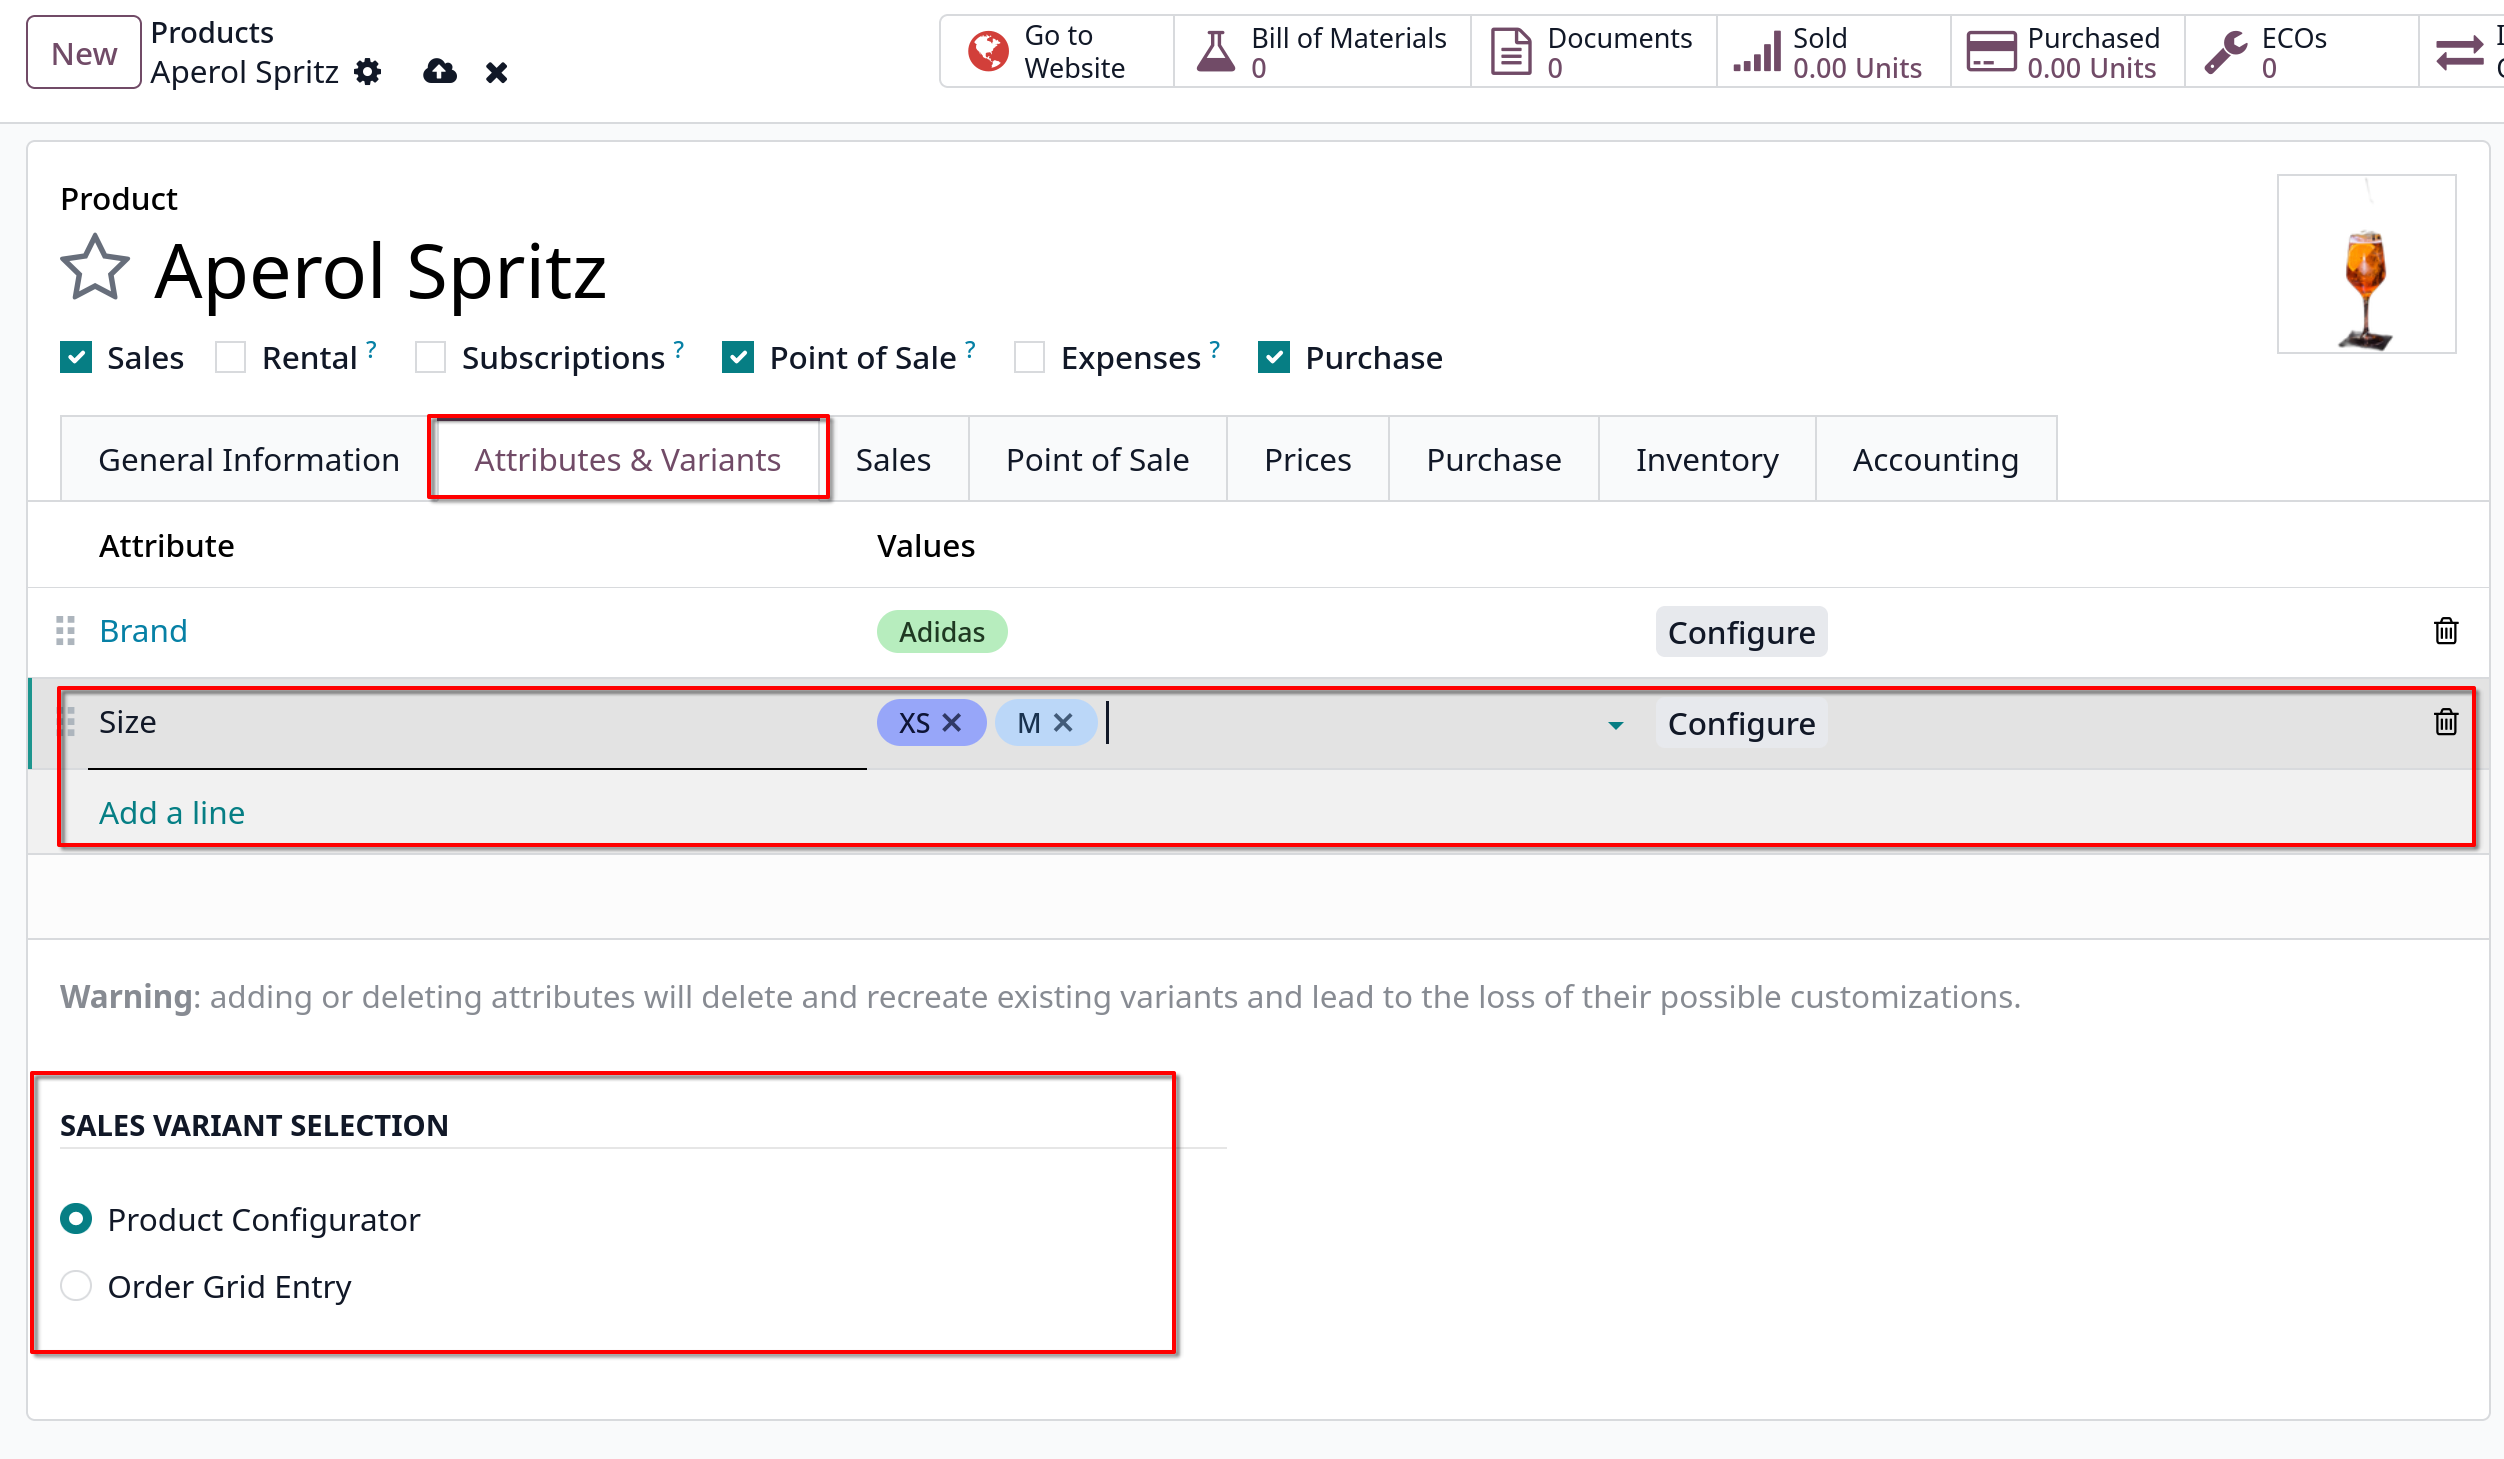 New
Products
Aperol Spritz
Go to
Website
Bill of Materials
0
Documents
0
Sold
0.00 Units
Purchased
0.00 Units
ECOs
0
Product
Aperol Spritz
Sales Rental ? Subscriptions ? Point of Sale ? Expenses ? Purchase
General Information Attributes & Variants Sales Point of Sale Prices Purchase Inventory Accounting
Attribute Values
Brand Adidas Configure
Size XS M Configure
Add a line
Warning: adding or deleting attributes will delete and recreate existing variants and lead to the loss of their possible customizations.
SALES VARIANT SELECTION
Product Configurator
Order Grid Entry